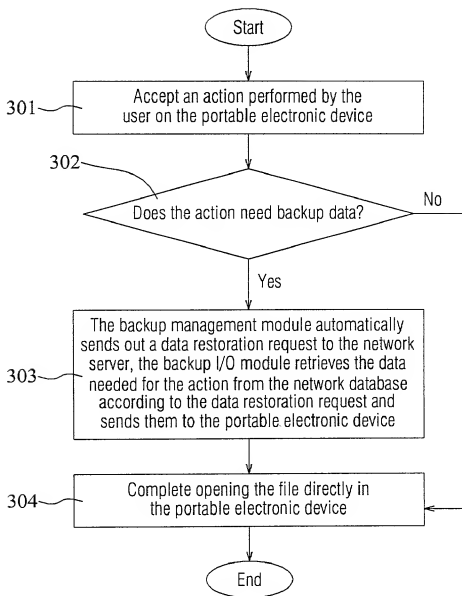 Start
301
Accept an action performed by the
user on the portable electronic device
302
Does the action need backup data?
No
Yes
303
The backup management module automatically
sends out a data restoration request to the network
server, the backup I/O module retrieves the data
needed for the action from the network database
according to the data restoration request and
sends them to the portable electronic device
304
Complete opening the file directly in
the portable electronic device
End